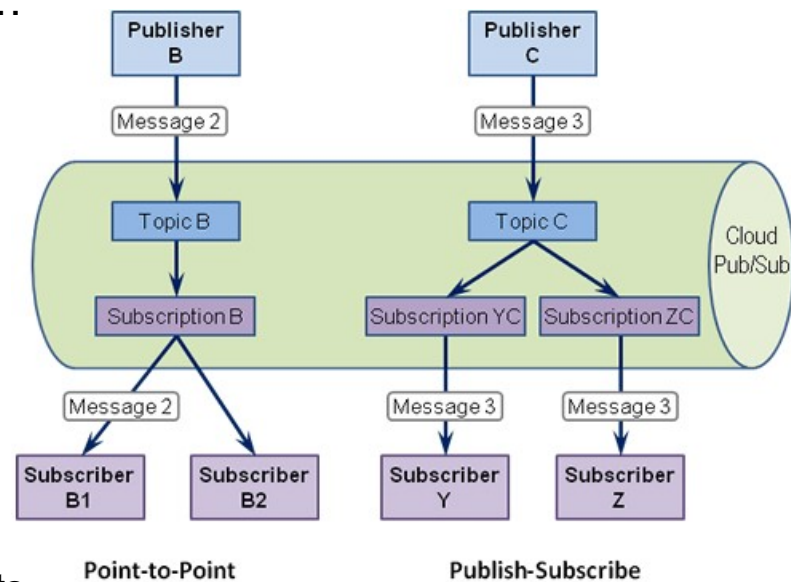 ..
Publisher
B
Publisher
C
Message 2
Message 3
Topic B
Topic C
Cloud
Pub/Sub
Subscription B
Subscription YC
Subscription ZC
Message 2
Message 3
Message 3
Subscriber
B1
Subscriber
B2
Subscriber
Y
Subscriber
Z
Point-to-Point
Publish-Subscribe